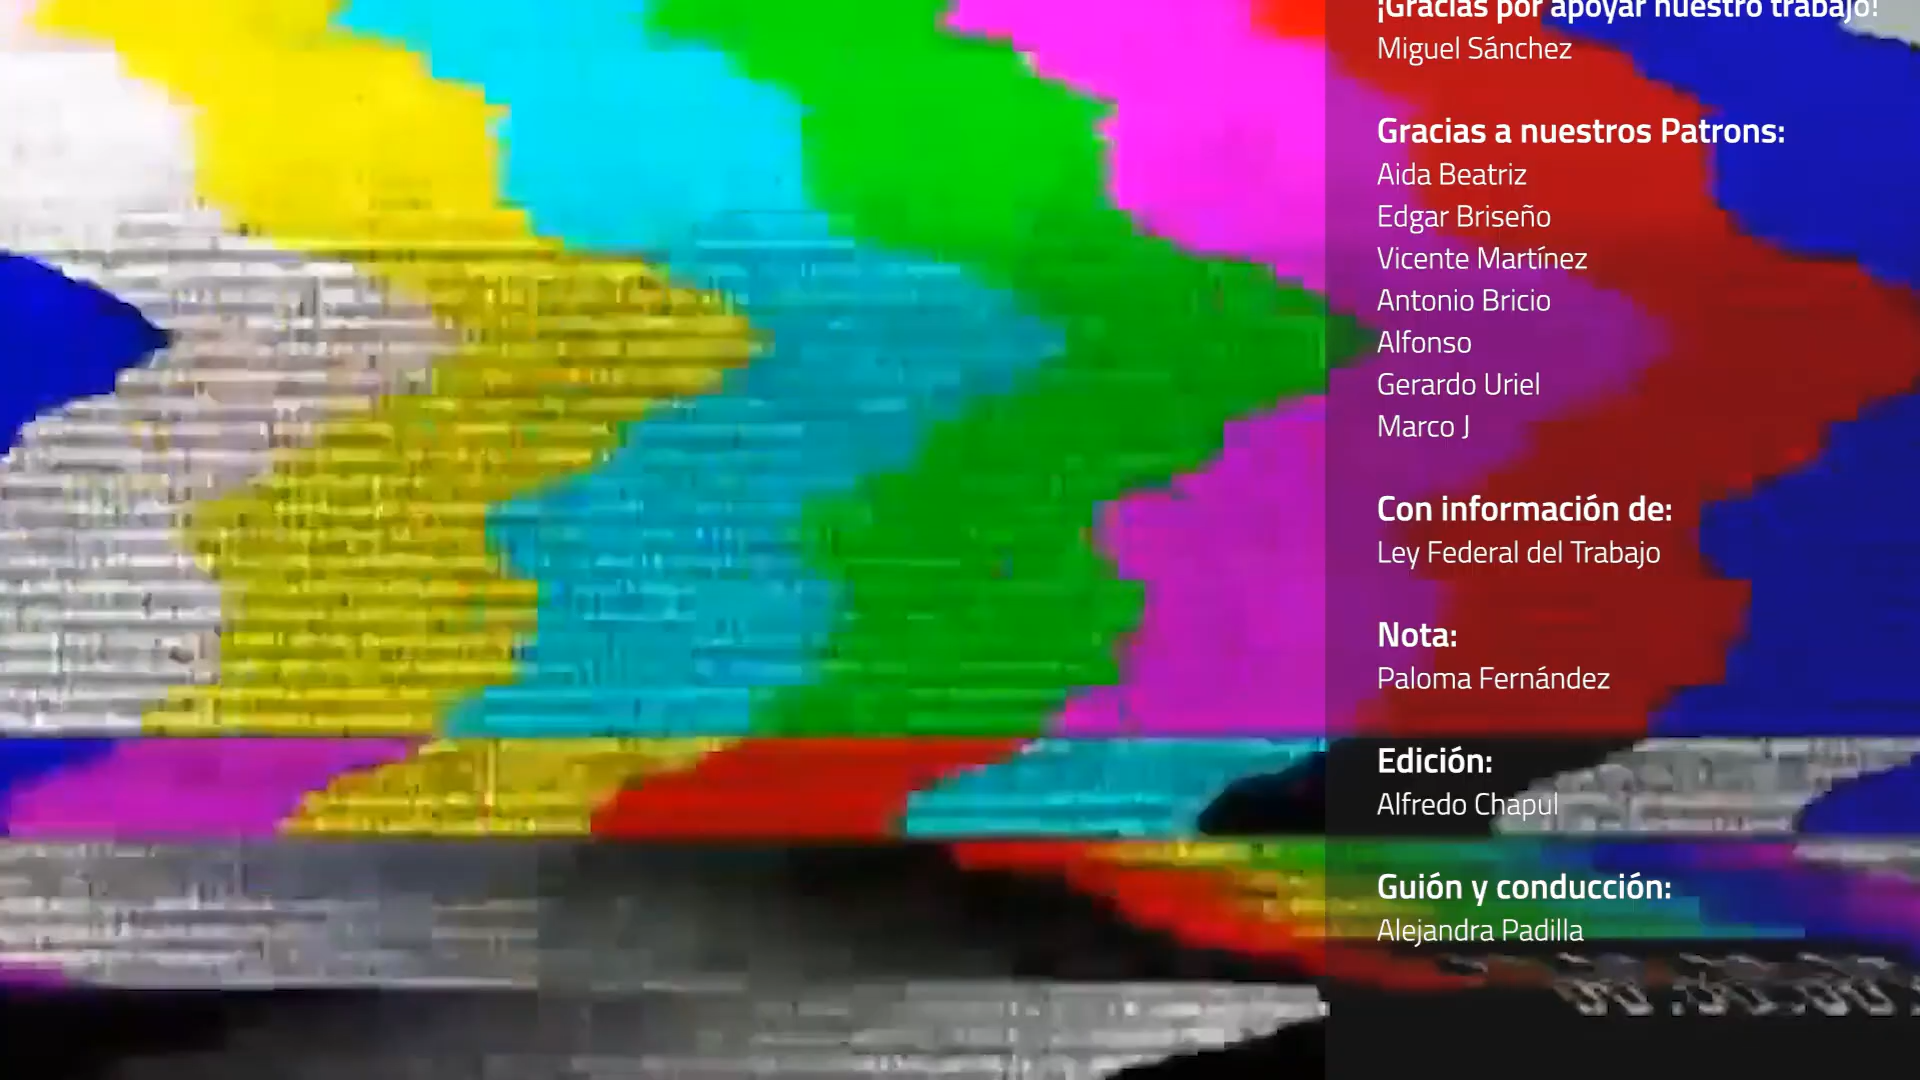 ¡Gracias por apoyar nuestro trabajo!
Miguel Sánchez
Gracias a nuestros Patrons:
Aida Beatriz
Edgar Briseño
Vicente Martínez
Antonio Bricio
Alfonso
Gerardo Uriel
Marco J
Con información de:
Ley Federal del Trabajo
Nota:
Paloma Fernández
Edición:
Alfredo Chapul
Guión y conducción:
Alejandra Padilla